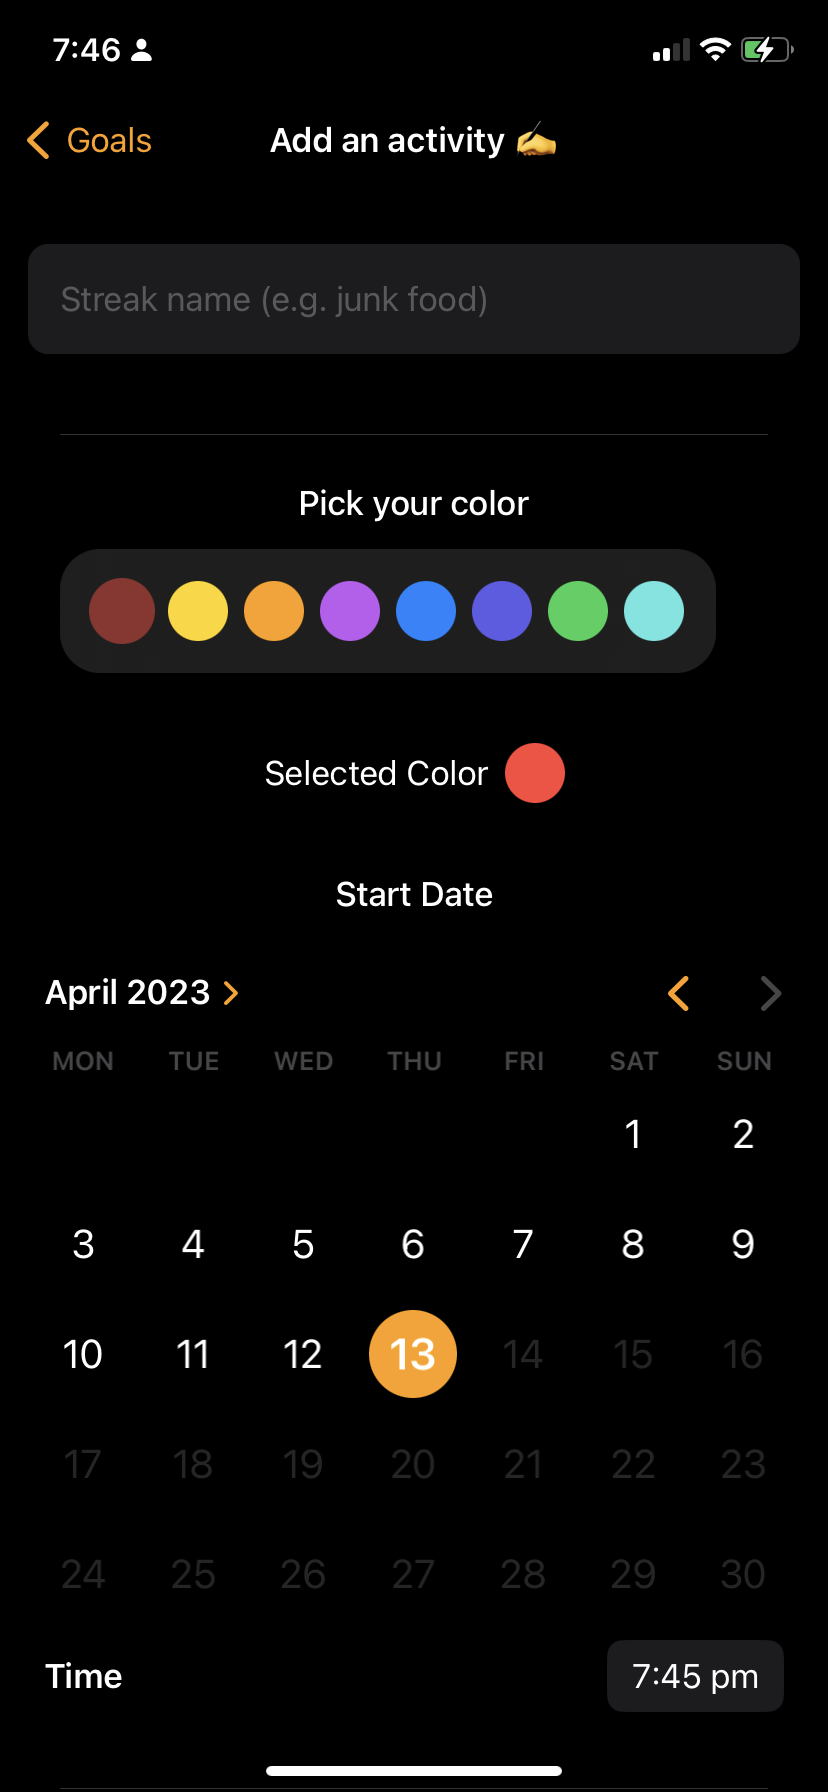 7:46
Goals
Add an activity ✍️
Streak name (e.g. junk food)
Pick your color
Selected Color
Start Date
April 2023
MON TUE WED THU FRI SAT SUN
1 2
3 4 5 6 7 8 9
10 11 12 13 14 15 16
17 18 19 20 21 22 23
24 25 26 27 28 29 30
Time 7:45 pm